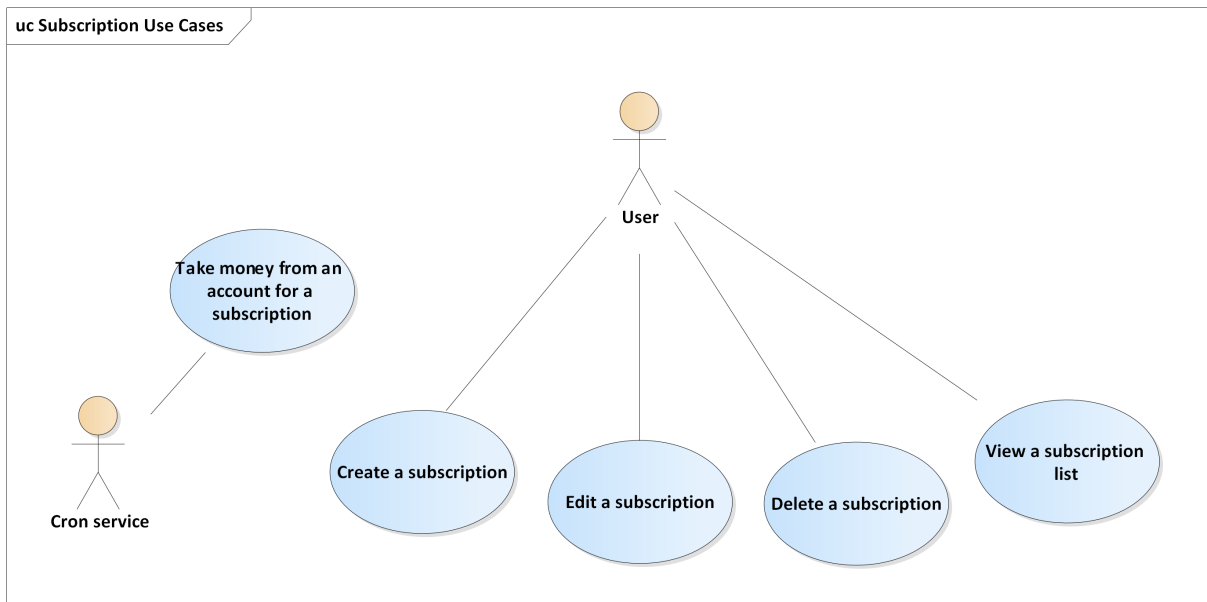 uc Subscription Use Cases
User
Take money from an
account for a
subscription
Cron service
Create a subscription
Edit a subscription
Delete a subscription
View a subscription
list